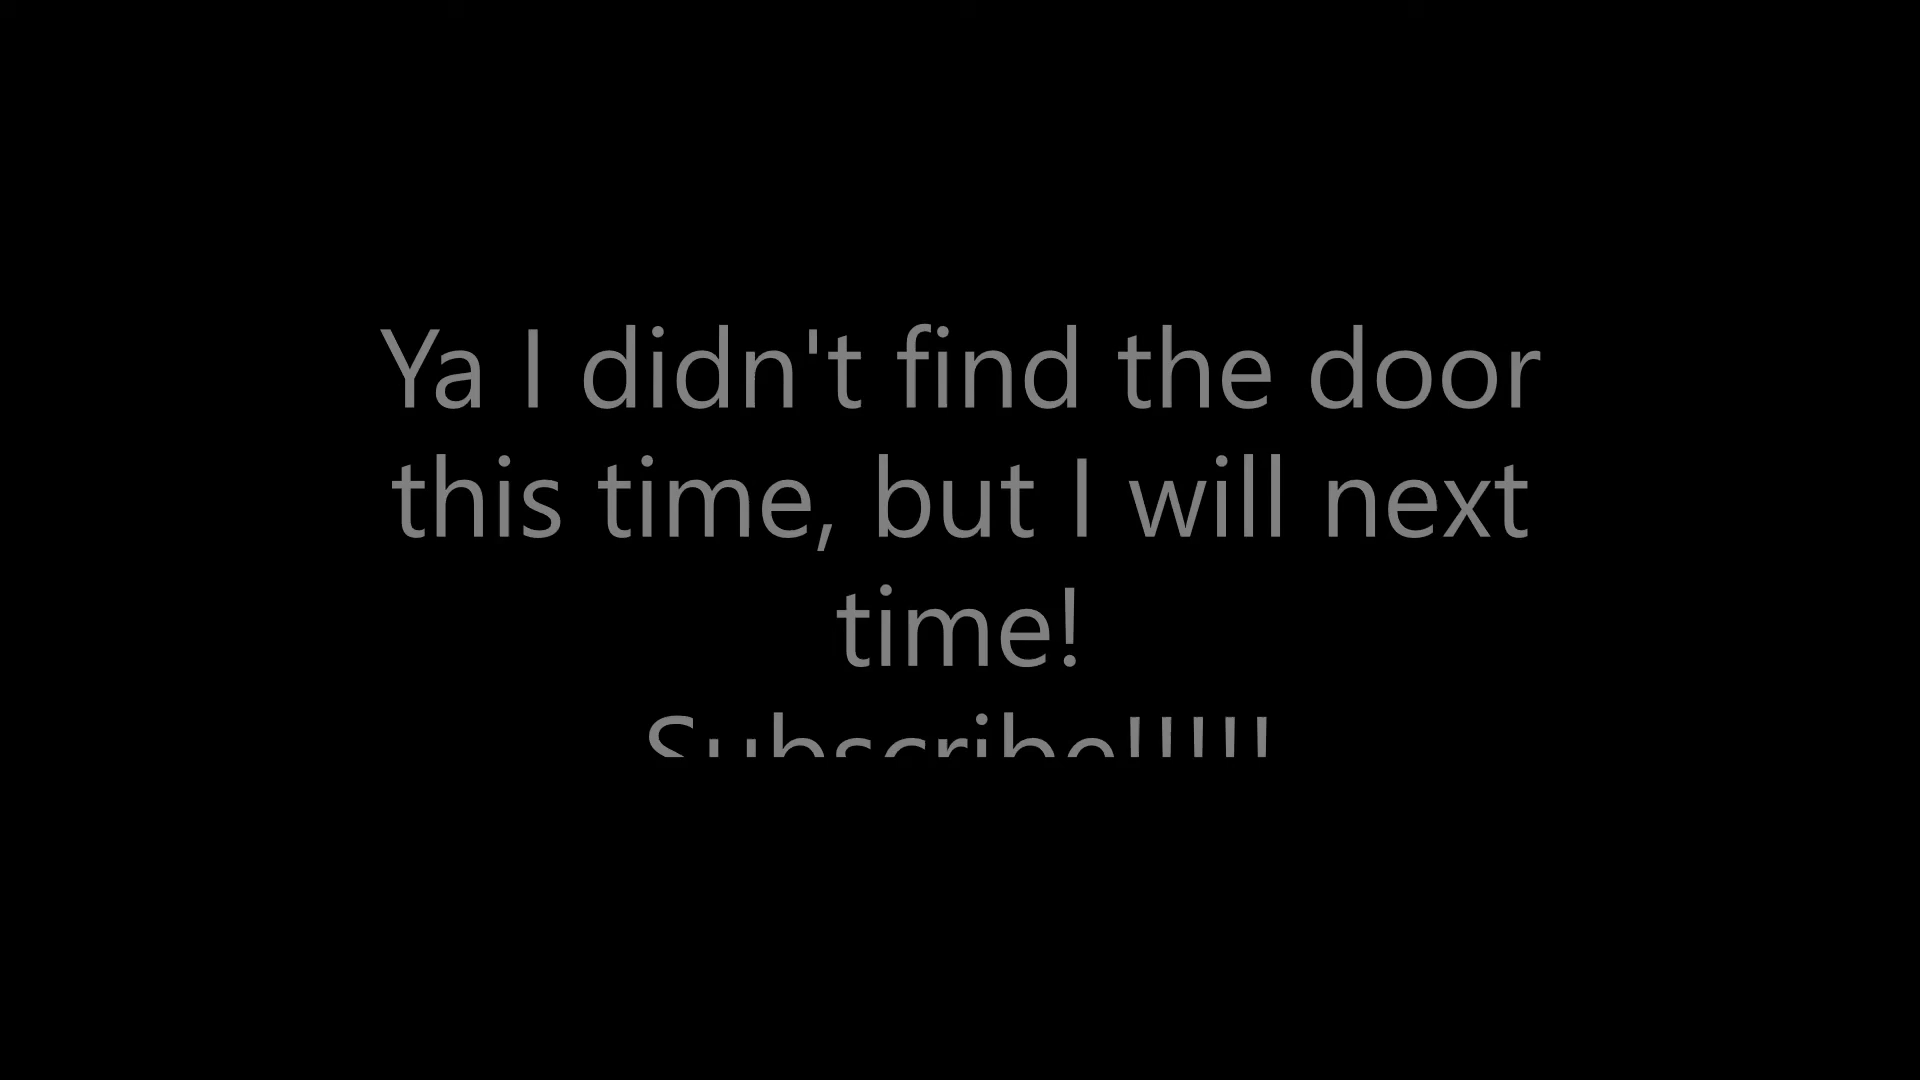 Ya I didn't find the door
this time, but I will next
time!
Subscribe!!!!!